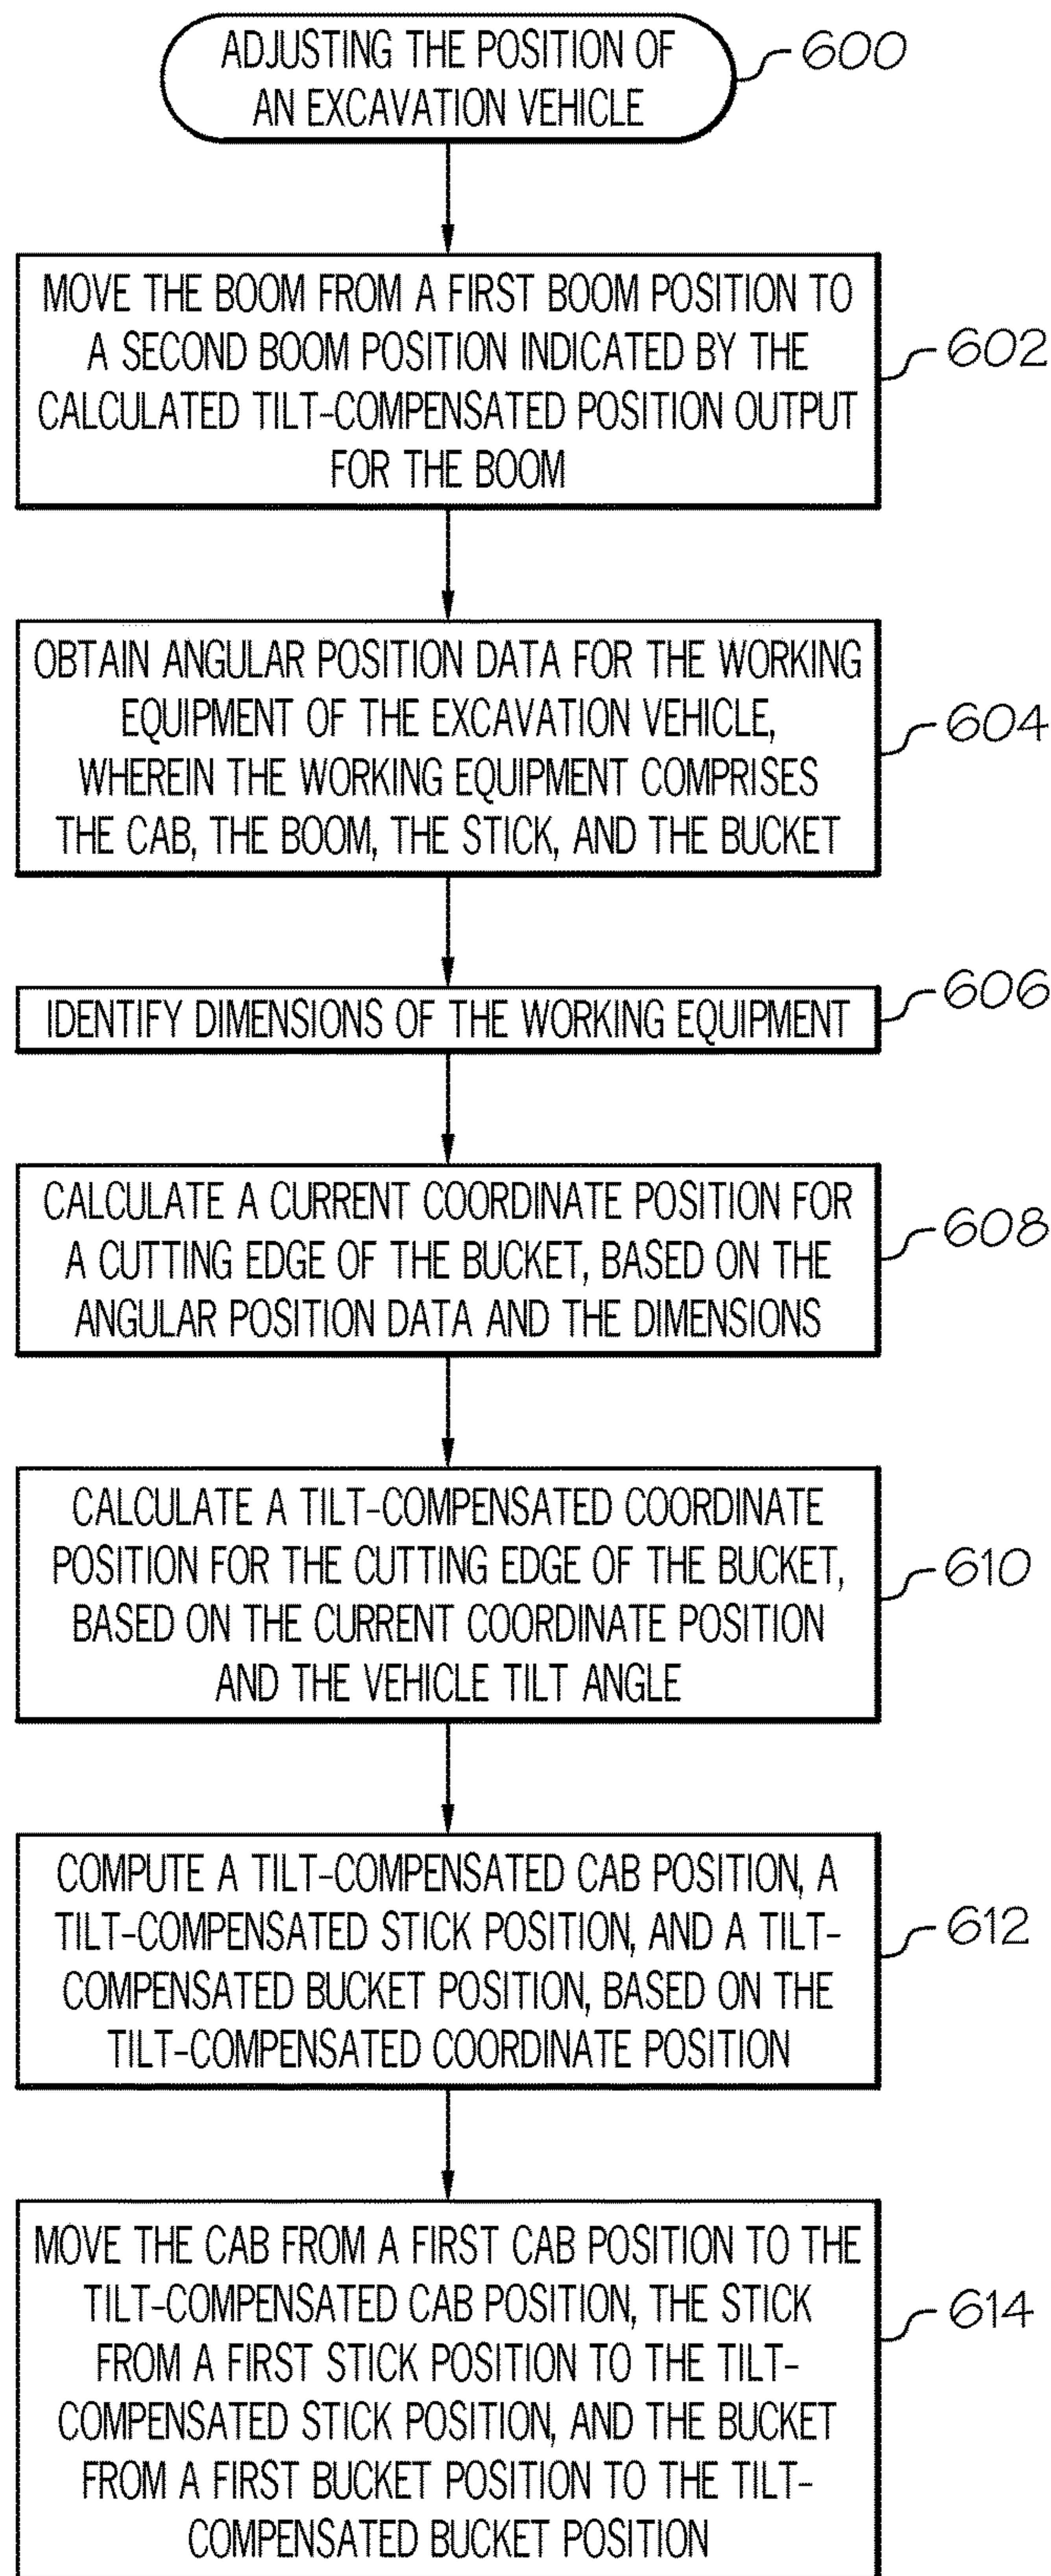 ADJUSTING THE POSITION OF
AN EXCAVATION VEHICLE
600
MOVE THE BOOM FROM A FIRST BOOM POSITION TO
A SECOND BOOM POSITION INDICATED BY THE
CALCULATED TILT-COMPENSATED POSITION OUTPUT
FOR THE BOOM
602
OBTAIN ANGULAR POSITION DATA FOR THE WORKING
EQUIPMENT OF THE EXCAVATION VEHICLE,
WHEREIN THE WORKING EQUIPMENT COMPRISES
THE CAB, THE BOOM, THE STICK, AND THE BUCKET
604
IDENTIFY DIMENSIONS OF THE WORKING EQUIPMENT
606
CALCULATE A CURRENT COORDINATE POSITION FOR
A CUTTING EDGE OF THE BUCKET, BASED ON THE
ANGULAR POSITION DATA AND THE DIMENSIONS
608
CALCULATE A TILT-COMPENSATED COORDINATE
POSITION FOR THE CUTTING EDGE OF THE BUCKET,
BASED ON THE CURRENT COORDINATE POSITION
AND THE VEHICLE TILT ANGLE
610
COMPUTE A TILT-COMPENSATED CAB POSITION, A
TILT-COMPENSATED STICK POSITION, AND A TILT-
COMPENSATED BUCKET POSITION, BASED ON THE
TILT-COMPENSATED COORDINATE POSITION
612
MOVE THE CAB FROM A FIRST CAB POSITION TO THE
TILT-COMPENSATED CAB POSITION, THE STICK
FROM A FIRST STICK POSITION TO THE TILT-
COMPENSATED STICK POSITION, AND THE BUCKET
FROM A FIRST BUCKET POSITION TO THE TILT-
COMPENSATED BUCKET POSITION
614